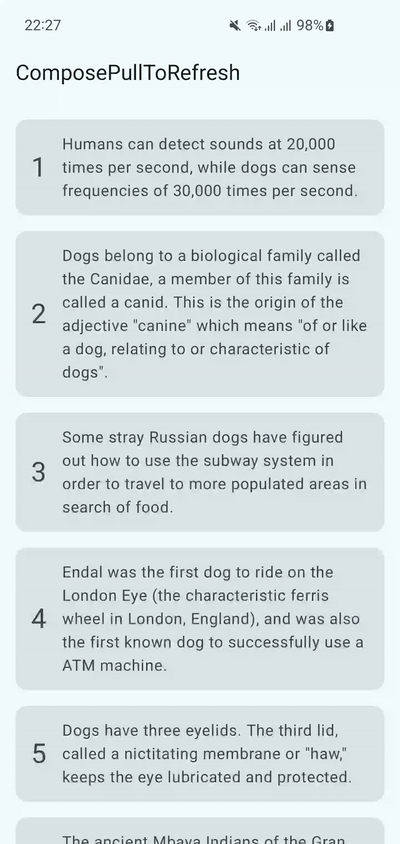 22:27
98%
ComposePullToRefresh
1
Humans can detect sounds at 20,000
times per second, while dogs can sense
frequencies of 30,000 times per second.
2
Dogs belong to a biological family called
the Canidae, a member of this family is
called a canid. This is the origin of the
adjective "canine" which means "of or like
a dog, relating to or characteristic of
dogs".
3
Some stray Russian dogs have figured
out how to use the subway system in
order to travel to more populated areas in
search of food.
4
Endal was the first dog to ride on the
London Eye (the characteristic ferris
wheel in London, England), and was also
the first known dog to successfully use a
ATM machine.
5
Dogs have three eyelids. The third lid,
called a nictitating membrane or "haw,"
keeps the eye lubricated and protected.
The ancient Mbaya Indians of the Gran